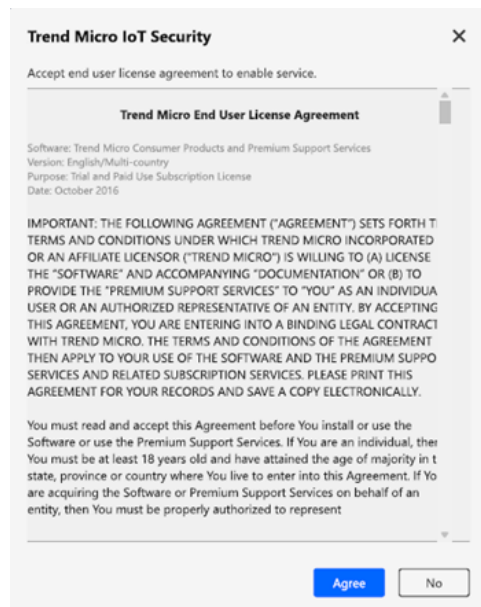 Trend Micro IoT Security
Accept end user license agreement to enable service.
Trend Micro End User License Agreement
Software: Trend Micro Consumer Products and Premium Support Services
Version: English/Multi-country
Purpose: Trial and Paid Use Subscription License
Date: October 2016
IMPORTANT: THE FOLLOWING AGREEMENT ("AGREEMENT") SETS FORTH T
TERMS AND CONDITIONS UNDER WHICH TREND MICRO INCORPORATED
OR AN AFFILIATE LICENSOR ("TREND MICRO") IS WILLING TO (A) LICENSE
THE "SOFTWARE" AND ACCOMPANYING "DOCUMENTATION" OR (B) TO
PROVIDE THE "PREMIUM SUPPORT SERVICES" TO "YOU" AS AN INDIVIDUA
USER OR AN AUTHORIZED REPRESENTATIVE OF AN ENTITY. BY ACCEPTING
THIS AGREEMENT, YOU ARE ENTERING INTO A BINDING LEGAL CONTRACT
WITH TREND MICRO. THE TERMS AND CONDITIONS OF THE AGREEMENT
THEN APPLY TO YOUR USE OF THE SOFTWARE AND THE PREMIUM SUPPO
SERVICES AND RELATED SUBSCRIPTION SERVICES. PLEASE PRINT THIS
AGREEMENT FOR YOUR RECORDS AND SAVE A COPY ELECTRONICALLY.
You must read and accept this Agreement before You install or use the
Software or use the Premium Support Services. If You are an individual, ther
You must be at least 18 years old and have attained the age of majority in t
state, province or country where You live to enter into this Agreement. If Yo
are acquiring the Software or Premium Support Services on behalf of an
entity, then You must be properly authorized to represent
Agree
No